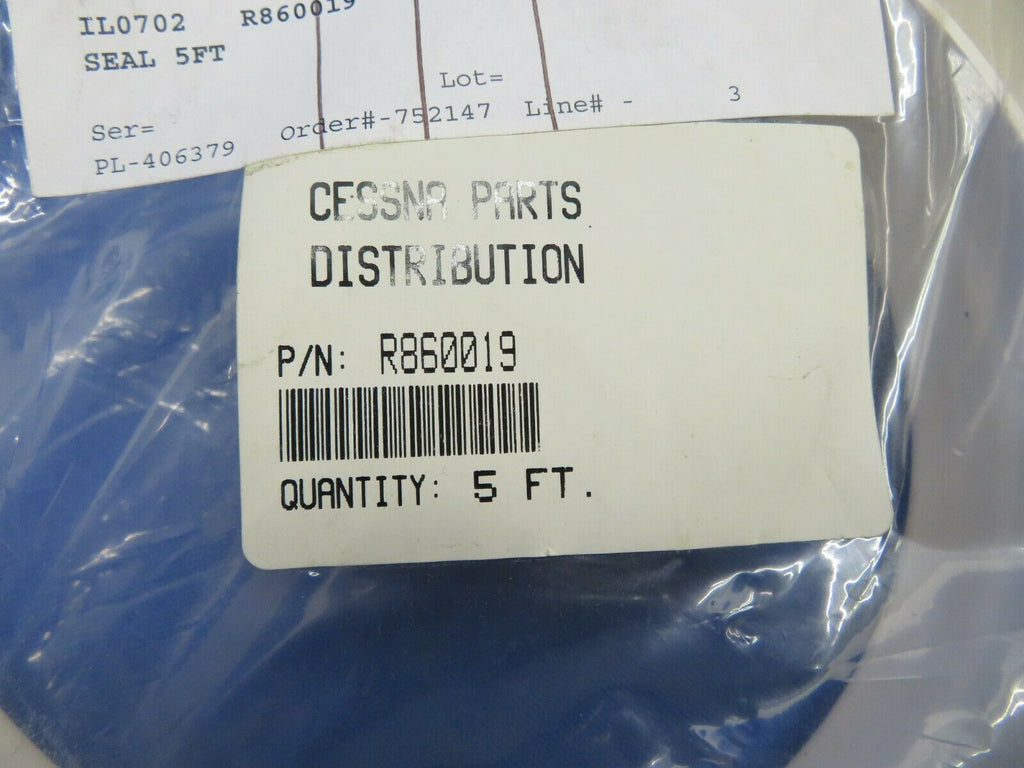 IL0702 R860019
SEAL 5FT
Lot=
Ser= Order#-752147 Line# - 3
PL-406379
CESSNA PARTS
DISTRIBUTION
P/N: R860019
QUANTITY: 5 FT.